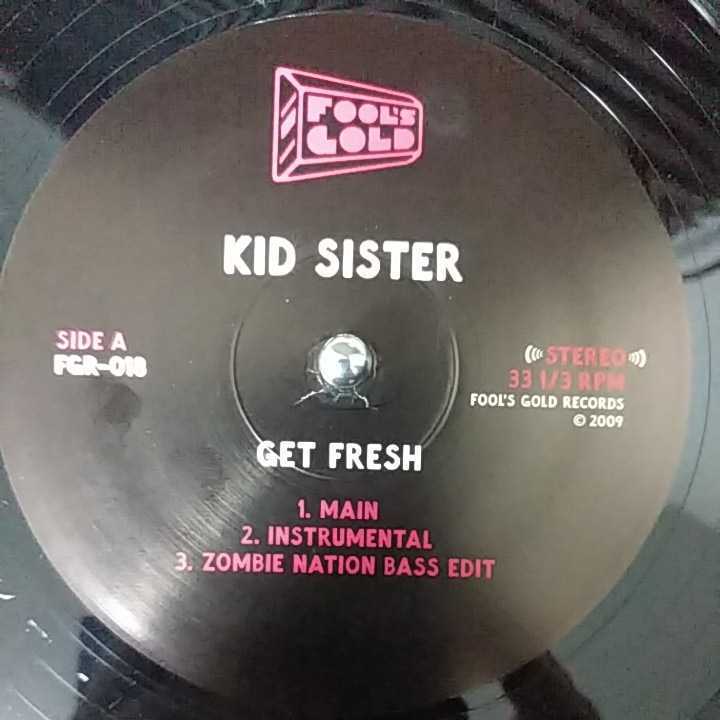 FOOL'S
GOLD
KID SISTER
SIDE A
FGR-018
STEREO
33 1/3 RPM
FOOL'S GOLD RECORDS
© 2009
GET FRESH
1. MAIN
2. INSTRUMENTAL
3. ZOMBIE NATION BASS EDIT